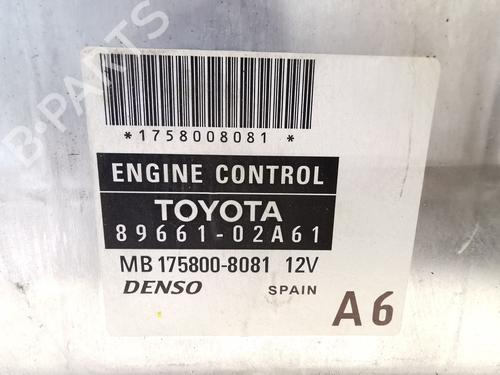 B-PARTS
*1758008081*
ENGINE CONTROL
TOYOTA
89661-02A61
MB 175800-8081 12V
DENSO SPAIN A6